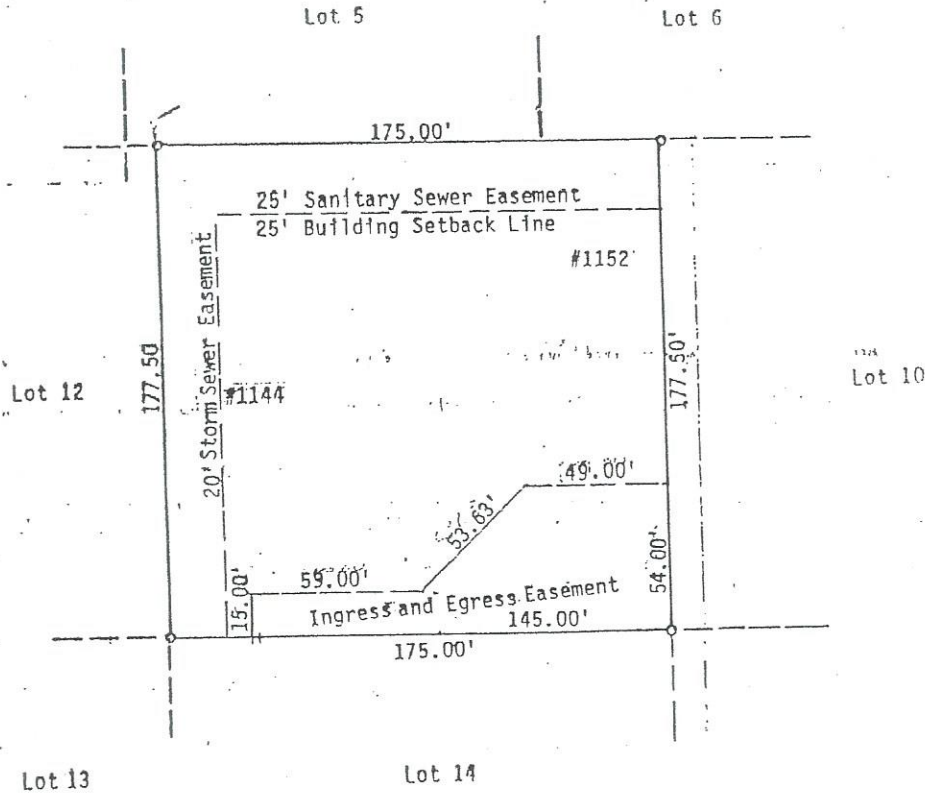 Lot 5
Lot 6
175.00'
25' Sanitary Sewer Easement
25' Building Setback Line
#1152
20' Storm Sewer Easement
177.50
177.50'
Lot 12
#1144
Lot 10
49.00'
53.63'
59.00'
15.00'
54.00'
Ingress and Egress Easement
145.00'
175.00'
Lot 13
Lot 14